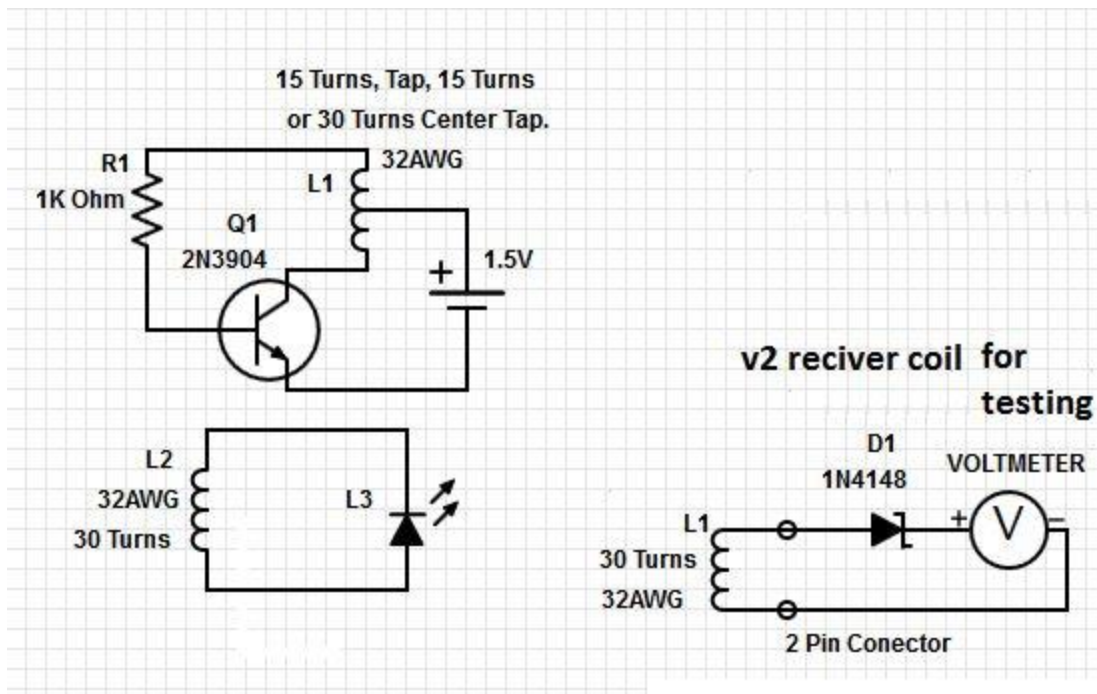 15 Turns, Tap, 15 Turns
or 30 Turns Center Tap.
32AWG
R1
1K Ohm
L1
Q1
2N3904
+
1.5V
L2
32AWG
30 Turns
L3
v2 reciver coil for
testing
D1
1N4148
VOLTMETER
L1
30 Turns
32AWG
+
V
−
2 Pin Conector